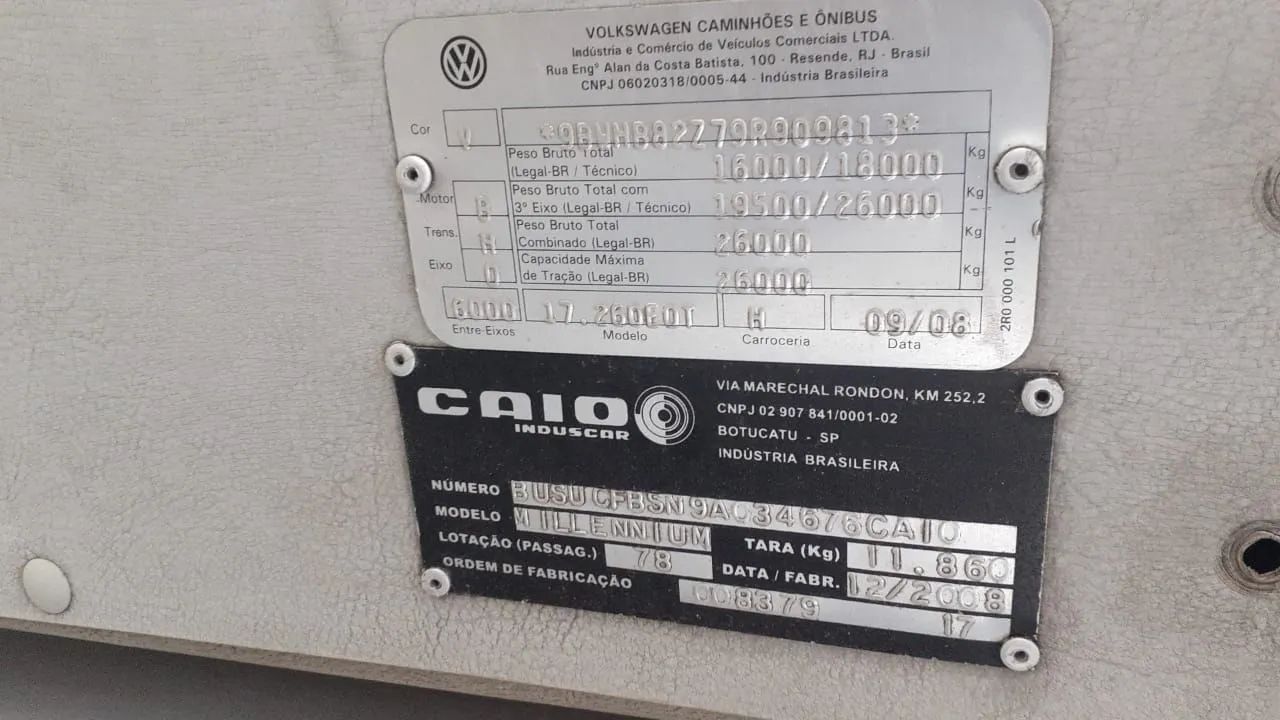 VOLKSWAGEN CAMINHÕES E ÔNIBUS
Indústria e Comércio de Veículos Comerciais LTDA.
Rua Engº Alan da Costa Batista, 100 - Resende, RJ - Brasil
CNPJ 06020318/0005-44 - Indústria Brasileira
Cor
Peso Bruto Total
(Legal-BR / Técnico) 16000/18000 Kg
Motor B Peso Bruto Total com
3º Eixo (Legal-BR / Técnico) 19500/26000 Kg
Trens. H Peso Bruto Total
Combinado (Legal-BR) 26000 Kg
Eixo Capacidade Máxima
de Tração (Legal-BR) 26000 Kg
6000 17.260EOT H 09/08
Entre-Eixos Modelo Carroceria Data
2R0 000 101 L
CAIO
INDUSCAR
VIA MARECHAL RONDON, KM 252,2
CNPJ 02 907 841/0001-02
BOTUCATU - SP
INDÚSTRIA BRASILEIRA
NÚMERO BUSUCFBSN9A034676CAIO
MODELO MILLENNIUM TARA (Kg) 11.860
LOTAÇÃO (PASSAG.) 78 DATA / FABR. 12/2008
ORDEM DE FABRICAÇÃO 008379 17